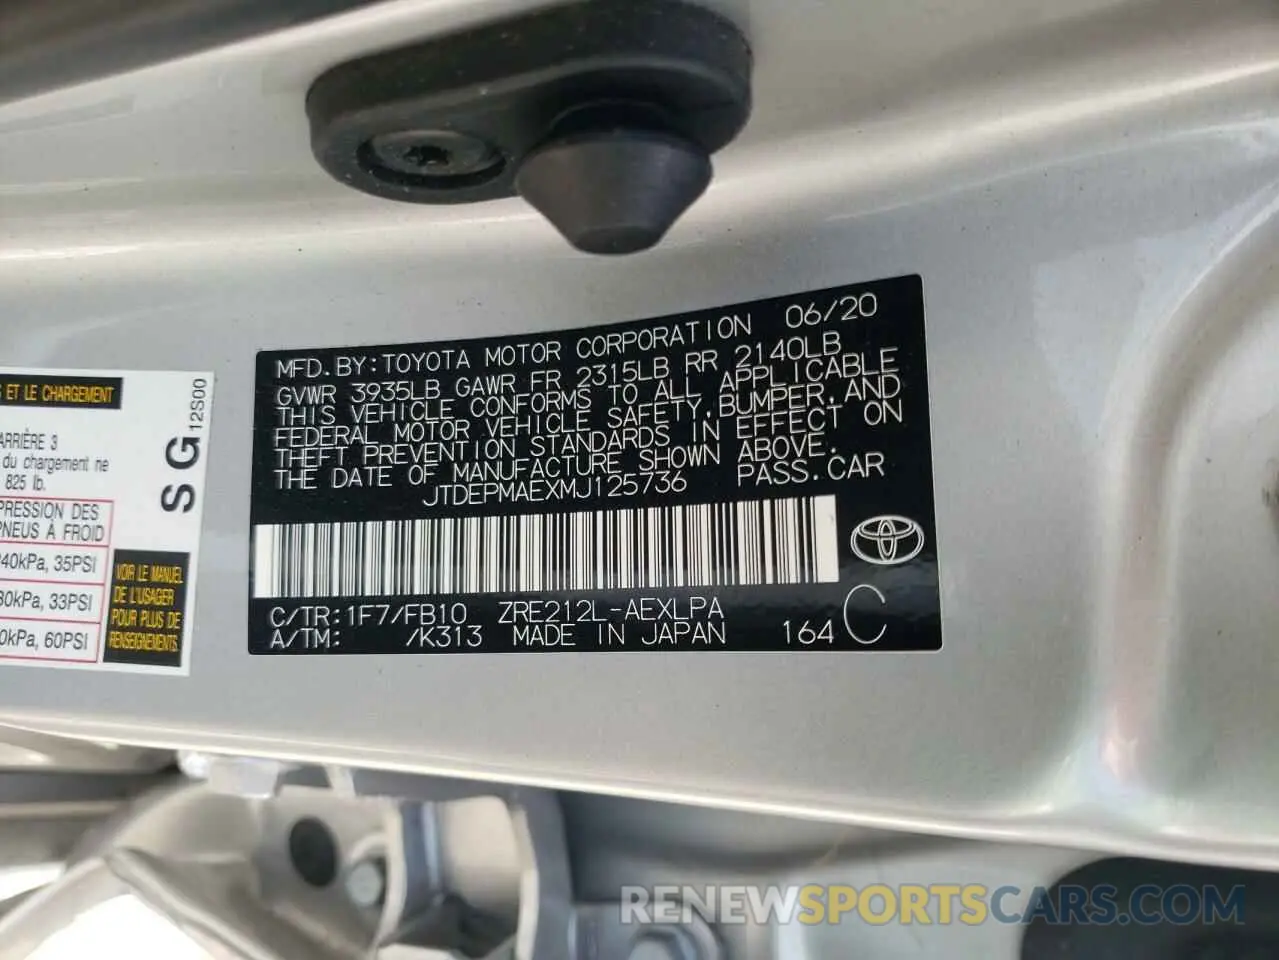 MFD. BY: TOYOTA MOTOR CORPORATION 06/20
GVWR 3935LB GAWR FR 2315LB RR 2140LB
THIS VEHICLE CONFORMS TO ALL APPLICABLE
FEDERAL MOTOR VEHICLE SAFETY, BUMPER, AND
THEFT PREVENTION STANDARDS IN EFFECT ON
THE DATE OF MANUFACTURE SHOWN ABOVE.
JTDEPMAEXMJ125736 PASS. CAR
C/TR: 1F7/FB10 ZRE212L-AEXLPA
A/TM: /K313 MADE IN JAPAN 164 C
ET LE CHARGEMENT
ARRIÈRE 3
du chargement ne
825 lb.
SG 12S00
PRESSION DES
PNEUS À FROID
240kPa, 35PSI
30kPa, 33PSI
0kPa, 60PSI
VOIR LE MANUEL
DE L'USAGER
POUR PLUS DE
RENSEIGNEMENTS
RENEWSPORTSCARS.COM